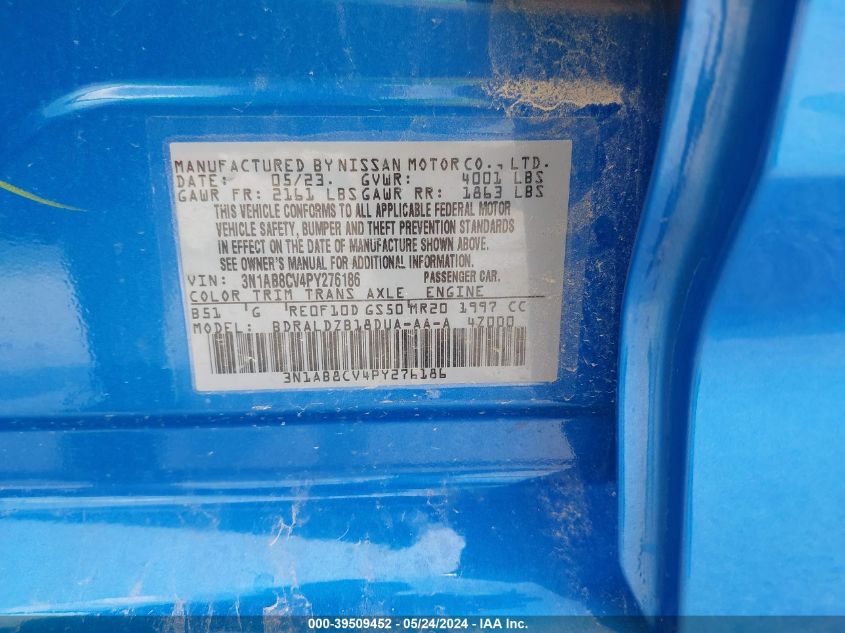 MANUFACTURED BY NISSAN MOTOR CO., LTD.
DATE: 05/23. GVWR: 4001 LBS
GAWR FR: 2161 LBS GAWR RR: 1863 LBS
THIS VEHICLE CONFORMS TO ALL APPLICABLE FEDERAL MOTOR
VEHICLE SAFETY, BUMPER AND THEFT PREVENTION STANDARDS
IN EFFECT ON THE DATE OF MANUFACTURE SHOWN ABOVE.
SEE OWNER'S MANUAL FOR ADDITIONAL INFORMATION.
VIN: 3N1AB8CV4PY276186 PASSENGER CAR.
COLOR TRIM TRANS AXLE ENGINE
B51 G RE0F10D GS50 MR20 1997 CC
MODEL: BDRALDZB18DUA-AA-A 4Z000
3N1AB8CV4PY276186
000-39509452 - 05/24/2024 - IAA Inc.